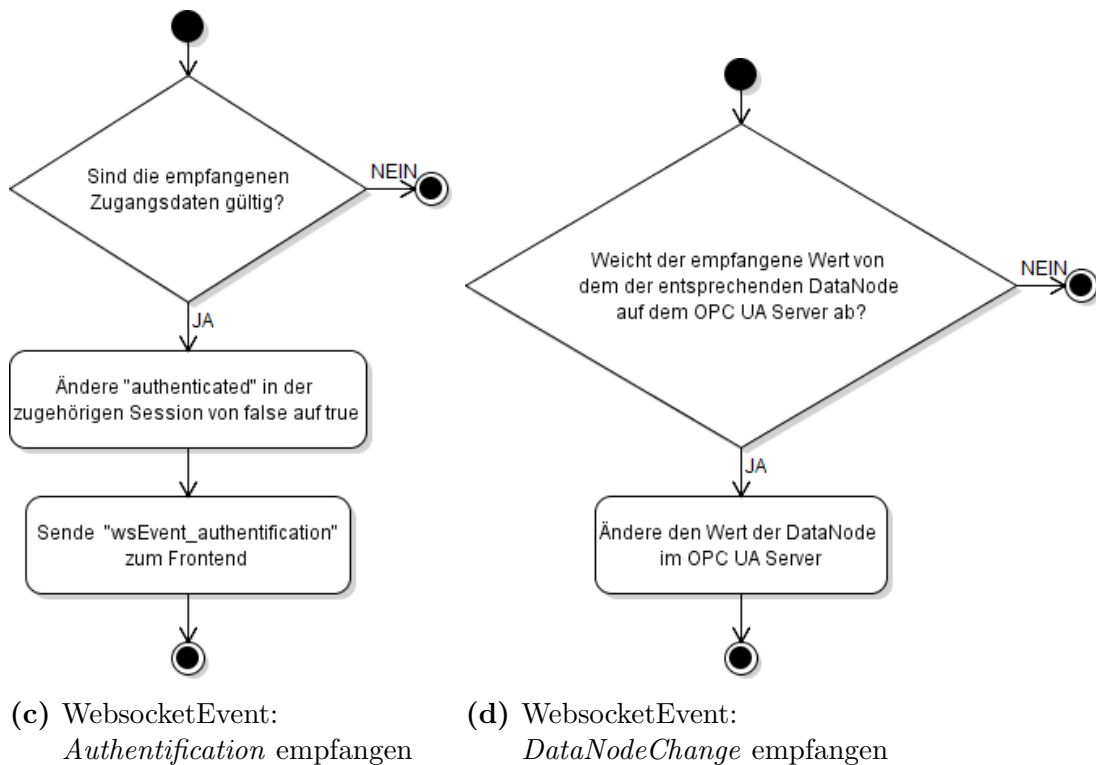 Sind die empfangenen
Zugangsdaten gültig?
NEIN
JA
Ändere "authenticated" in der
zugehörigen Session von false auf true
Sende "wsEvent_authentification"
zum Frontend
(c) WebsocketEvent:
Authentification empfangen
Weicht der empfangene Wert von
dem der entsprechenden DataNode
auf dem OPC UA Server ab?
NEIN
JA
Ändere den Wert der DataNode
im OPC UA Server
(d) WebsocketEvent:
DataNodeChange empfangen